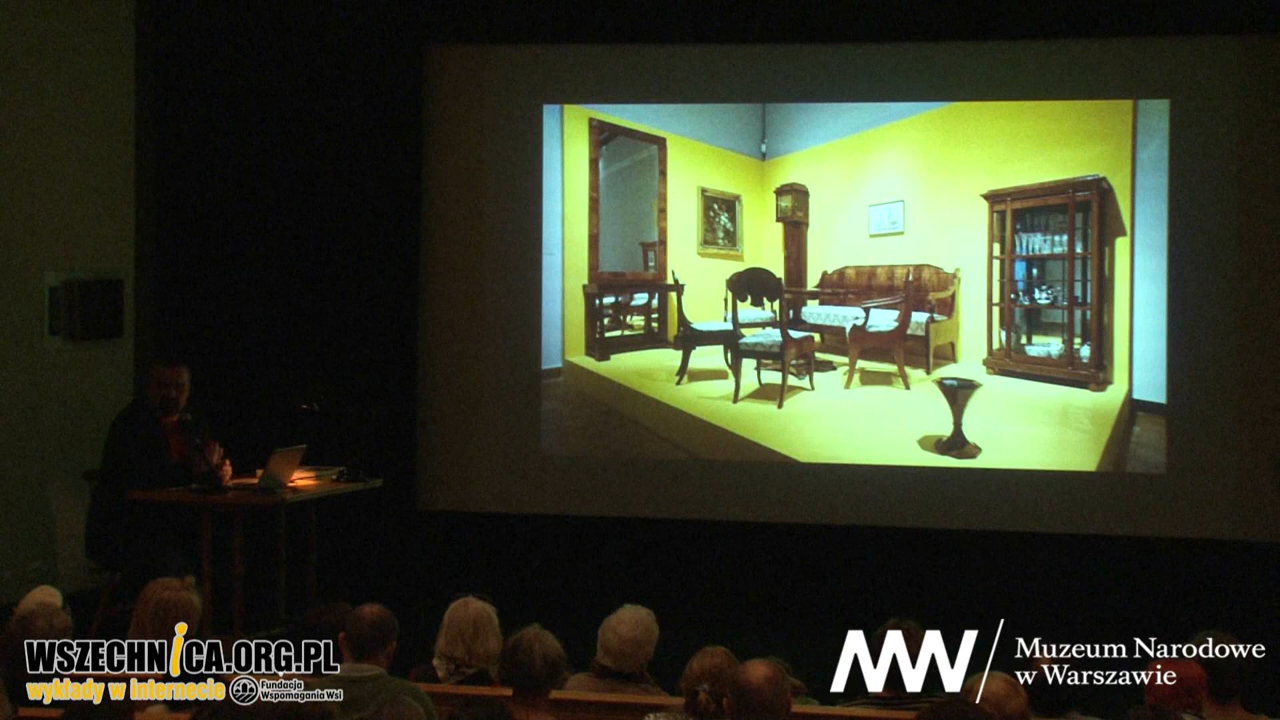 WSZECHNICA.ORG.PL
wykłady w internecie
Fundacja
Wspomagania Wsi
MNW
Muzeum Narodowe
w Warszawie